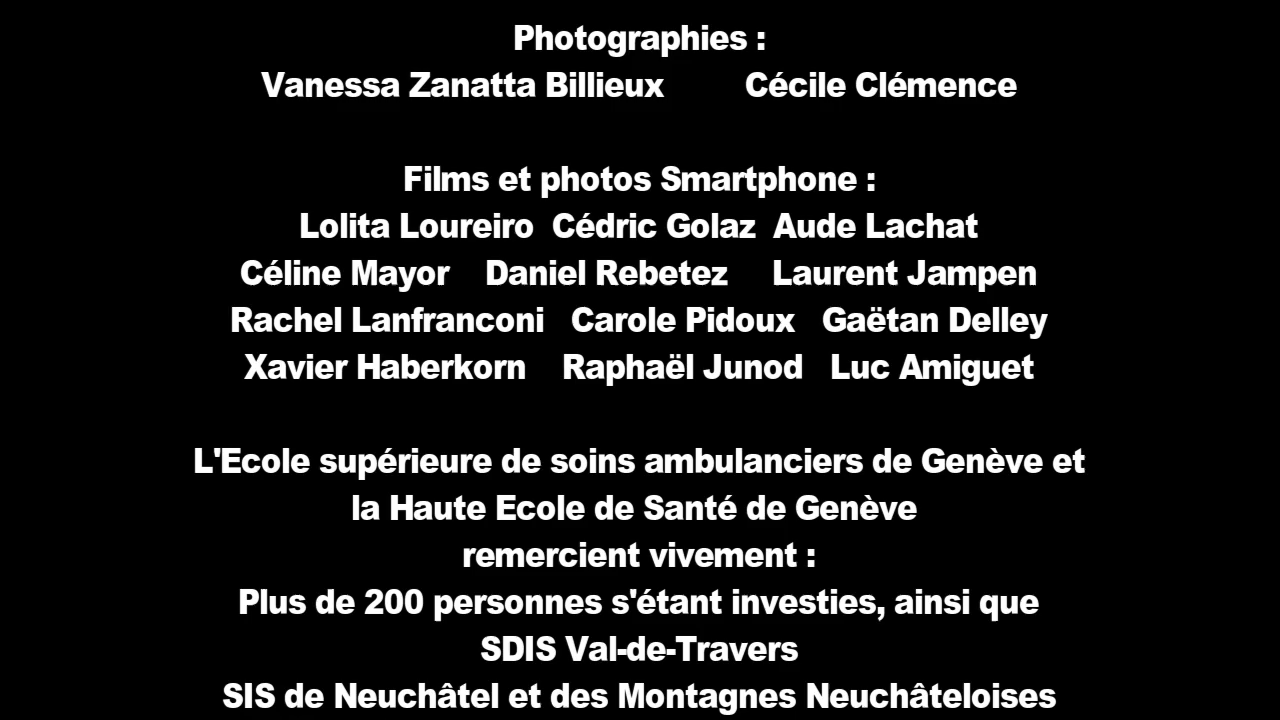 Photographies :
Vanessa Zanatta Billieux Cécile Clémence
Films et photos Smartphone :
Lolita Loureiro Cédric Golaz Aude Lachat
Céline Mayor Daniel Rebetez Laurent Jampen
Rachel Lanfranconi Carole Pidoux Gaëtan Delley
Xavier Haberkorn Raphaël Junod Luc Amiguet
L'Ecole supérieure de soins ambulanciers de Genève et
la Haute Ecole de Santé de Genève
remercient vivement :
Plus de 200 personnes s'étant investies, ainsi que
SDIS Val-de-Travers
SIS de Neuchâtel et des Montagnes Neuchâteloises